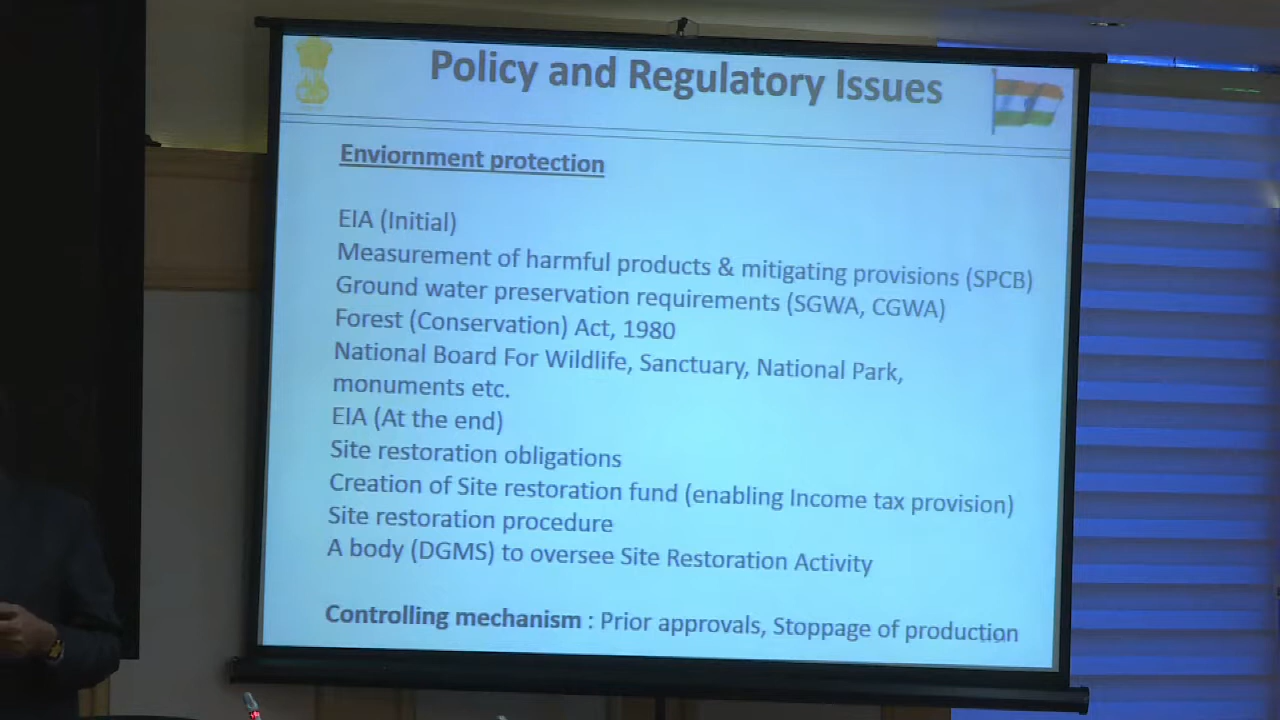 Policy and Regulatory Issues
Enviornment protection
EIA (Initial)
Measurement of harmful products & mitigating provisions (SPCB)
Ground water preservation requirements (SGWA, CGWA)
Forest (Conservation) Act, 1980
National Board For Wildlife, Sanctuary, National Park,
monuments etc.
EIA (At the end)
Site restoration obligations
Creation of Site restoration fund (enabling Income tax provision)
Site restoration procedure
A body (DGMS) to oversee Site Restoration Activity
Controlling mechanism : Prior approvals, Stoppage of production